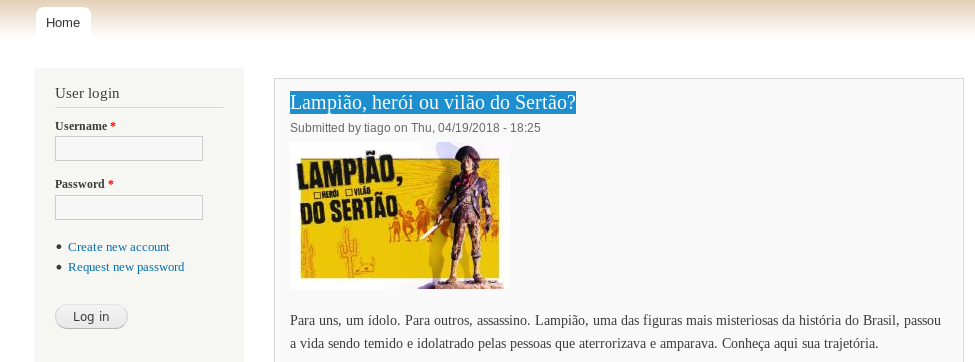 Home
User login
Username *
Password *
Create new account
Request new password
Log in
Lampião, herói ou vilão do Sertão?
Submitted by tiago on Thu, 04/19/2018 - 18:25
LAMPIÃO,
HERÓI VILÃO
DO SERTÃO
Para uns, um ídolo. Para outros, assassino. Lampião, uma das figuras mais misteriosas da história do Brasil, passou
a vida sendo temido e idolatrado pelas pessoas que aterrorizava e amparava. Conheça aqui sua trajetória.